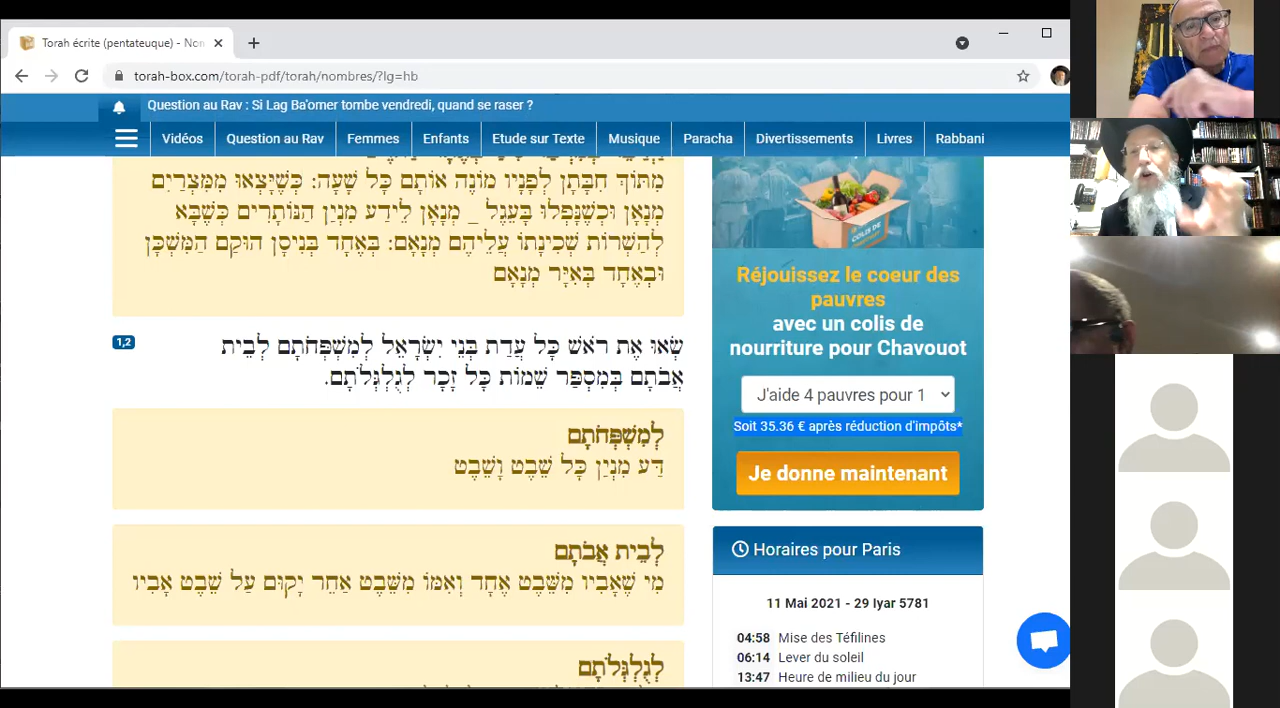 Torah écrite (pentateuque) - Non
torah-box.com/torah-pdf/torah/nombres/?lg=hb
Question au Rav : Si Lag Ba'omer tombe vendredi, quand se raser ?
Vidéos Question au Rav Femmes Enfants Etude sur Texte Musique Paracha Divertissements Livres Rabbani
מִתּוֹךְ חִבָּתָן לְפָנָיו מוֹנֶה אוֹתָם כָּל שָׁעָה: כְּשֶׁיָּצְאוּ מִמִּצְרַיִם
מְנָאָן וּכְשֶׁנָּפְלוּ בָּעֵגֶל _ מְנָאָן לֵידַע מִנְיַן הַנּוֹתָרִים כְּשֶׁבָּא
לְהַשְׁרוֹת שְׁכִינָתוֹ עֲלֵיהֶם מְנָאָם: בְּאֶחָד בְּנִיסָן הוּקַם הַמִּשְׁכָּן
וּבְאֶחָד בְּאִיָּר מְנָאָם
1,2
שְׂאוּ אֶת רֹאשׁ כָּל עֲדַת בְּנֵי יִשְׂרָאֵל לְמִשְׁפְּחֹתָם לְבֵית
אֲבֹתָם בְּמִסְפַּר שֵׁמוֹת כָּל זָכָר לְגֻלְגְּלֹתָם.
לְמִשְׁפְּחֹתָם
דַּע מִנְיַן כָּל שֵׁבֶט וָשֵׁבֶט
לְבֵית אֲבֹתָם
מִי שֶׁאָבִיו מִשֵּׁבֶט אֶחָד וְאִמּוֹ מִשֵּׁבֶט אַחֵר יָקוּם עַל שֵׁבֶט אָבִיו
לְגֻלְגְּלֹתָם
COLIS DE
Réjouissez le coeur des
pauvres
avec un colis de
nourriture pour Chavouot
J'aide 4 pauvres pour 1
Soit 35.36 € après réduction d'impôts*
Je donne maintenant
Horaires pour Paris
11 Mai 2021 - 29 Iyar 5781
04:58 Mise des Téfilines
06:14 Lever du soleil
13:47 Heure de milieu du jour